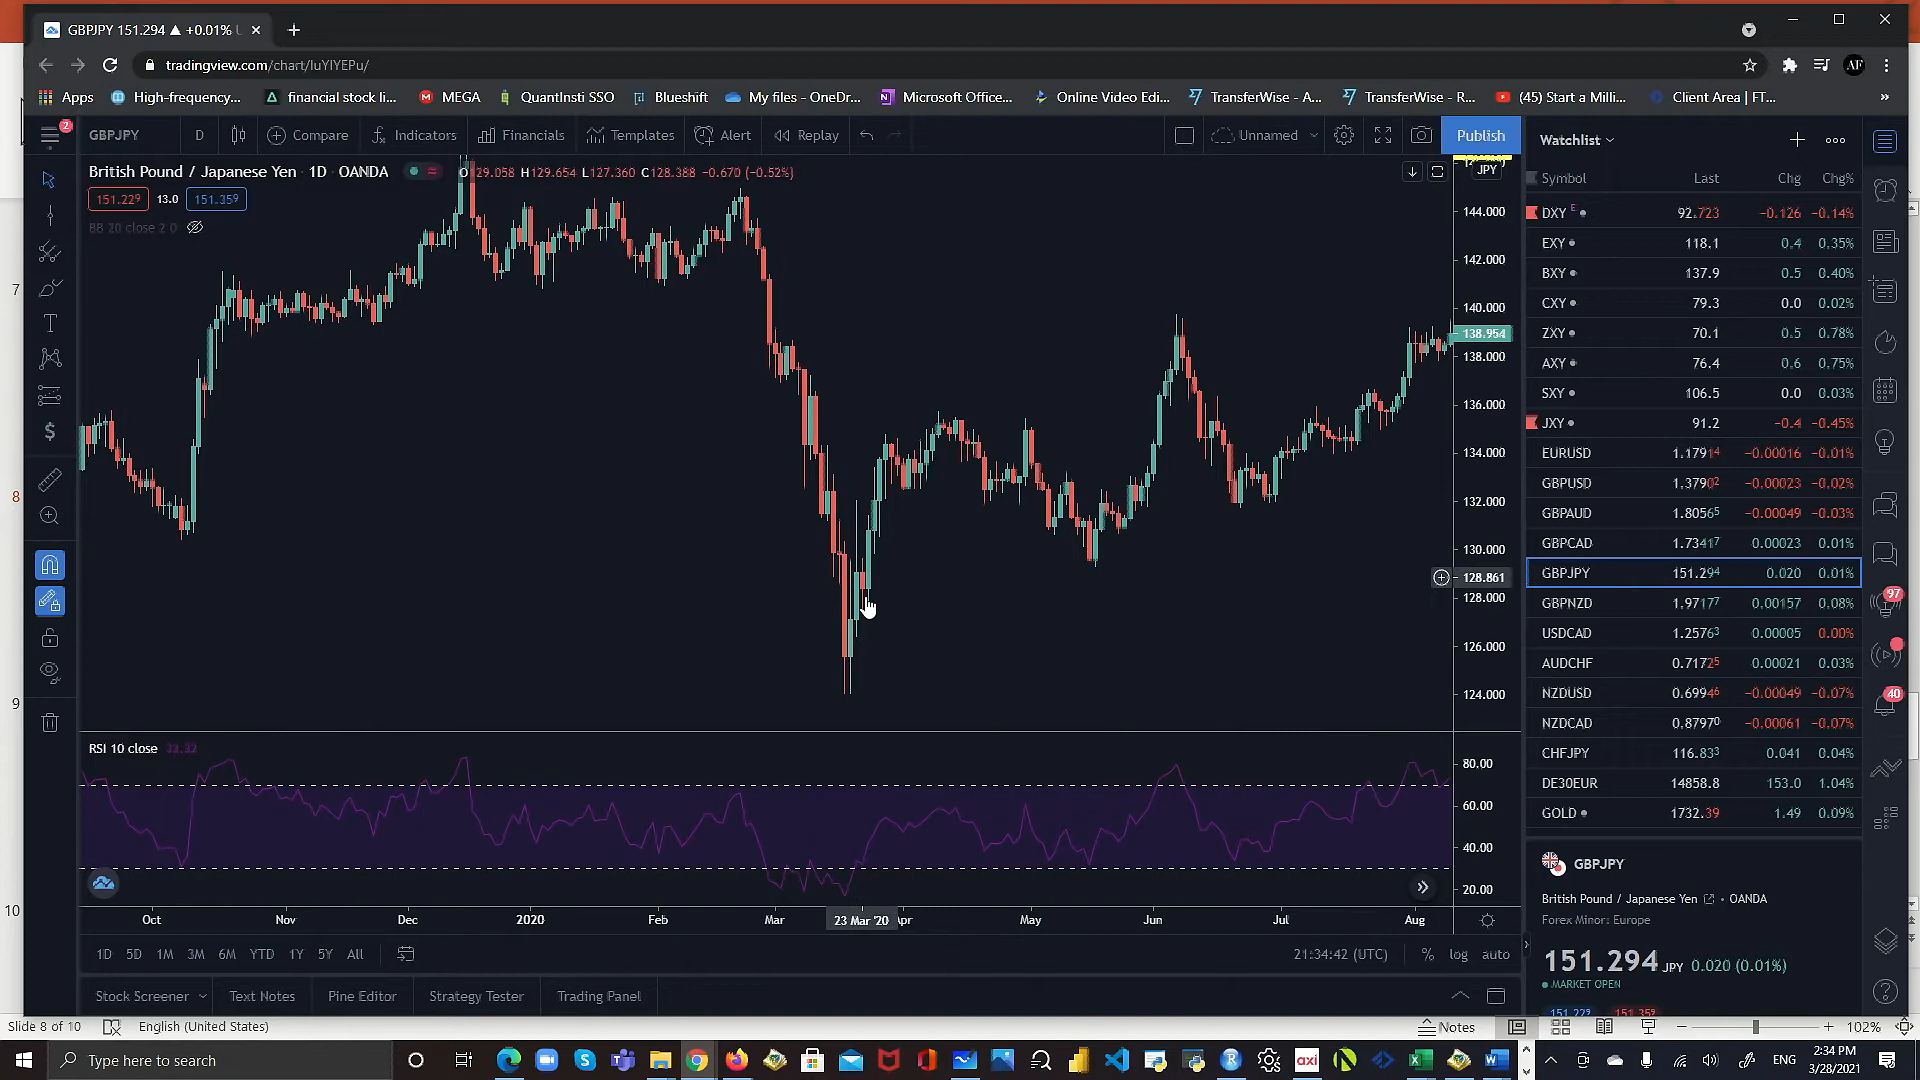 GBPJPY 151.294 ▲ +0.01%
tradingview.com/chart/IuYlYEPu/
AF
Apps High-frequency... financial stock li... MEGA QuantInsti SSO Blueshift My files - OneDr... Microsoft Office... Online Video Edi... TransferWise - A... TransferWise - R... (45) Start a Milli... Client Area | FT... »
2 GBPJPY D Compare Indicators Financials Templates Alert Replay Unnamed Publish
British Pound / Japanese Yen · 1D · OANDA O129.058 H129.654 L127.360 C128.388 −0.670 (−0.52%)
151.229 13.0 151.359
BB 20 close 2 0
JPY
144.000
142.000
140.000
138.954
138.000
136.000
134.000
132.000
130.000
128.861
128.000
126.000
124.000
RSI 10 close 33.32
80.00
60.00
40.00
20.00
Oct Nov Dec 2020 Feb Mar 23 Mar '20 Apr May Jun Jul Aug
1D 5D 1M 3M 6M YTD 1Y 5Y All 21:34:42 (UTC) % log auto
Stock Screener Text Notes Pine Editor Strategy Tester Trading Panel
Watchlist
Symbol Last Chg Chg%
DXY E 92.723 −0.126 −0.14%
EXY 118.1 0.4 0.35%
BXY 137.9 0.5 0.40%
CXY 79.3 0.0 0.02%
ZXY 70.1 0.5 0.78%
AXY 76.4 0.6 0.75%
SXY 106.5 0.0 0.03%
JXY 91.2 −0.4 −0.45%
EURUSD 1.17914 −0.00016 −0.01%
GBPUSD 1.37902 −0.00023 −0.02%
GBPAUD 1.80565 −0.00049 −0.03%
GBPCAD 1.73417 0.00023 0.01%
GBPJPY 151.294 0.020 0.01%
GBPNZD 1.97177 0.00157 0.08%
USDCAD 1.25763 0.00005 0.00%
AUDCHF 0.71725 0.00021 0.03%
NZDUSD 0.69946 −0.00049 −0.07%
NZDCAD 0.87970 −0.00061 −0.07%
CHFJPY 116.833 0.041 0.04%
DE30EUR 14858.8 153.0 1.04%
GOLD 1732.39 1.49 0.09%
97
40
GBPJPY
British Pound / Japanese Yen • OANDA
Forex Minor: Europe
151.294 JPY 0.020 (0.01%)
MARKET OPEN
151.229 151.359
7
8
9
10
Slide 8 of 10 English (United States) Notes 102%
Type here to search
axi
ENG
2:34 PM
3/28/2021